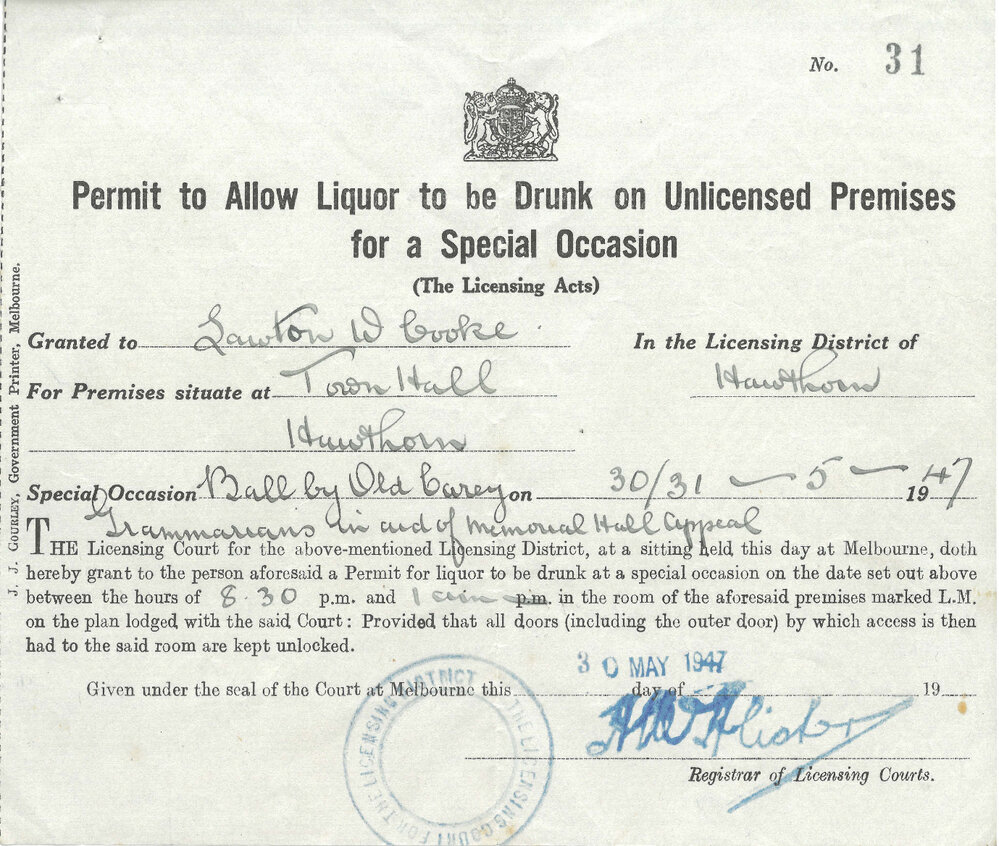 No. 31
Permit to Allow Liquor to be Drunk on Unlicensed Premises
for a Special Occasion
(The Licensing Acts)
Granted to Lawton W Cooke In the Licensing District of
For Premises situate at Town Hall Hawthorn
Hawthorn
Special Occasion Ball by Old Carey on 30/31 — 5 — 1947
Grammarians in aid of Memorial Hall Appeal
THE Licensing Court for the above-mentioned Licensing District, at a sitting held this day at Melbourne, doth
hereby grant to the person aforesaid a Permit for liquor to be drunk at a special occasion on the date set out above
between the hours of 8.30 p.m. and 1 p.m. in the room of the aforesaid premises marked L.M.
on the plan lodged with the said Court: Provided that all doors (including the outer door) by which access is then
had to the said room are kept unlocked.
30 MAY 1947
Given under the seal of the Court at Melbourne this day of 19
Registrar of Licensing Courts.
THE LICENSING COURT FOR THE LICENSING DISTRICT
J. J. GOURLEY, Government Printer, Melbourne.